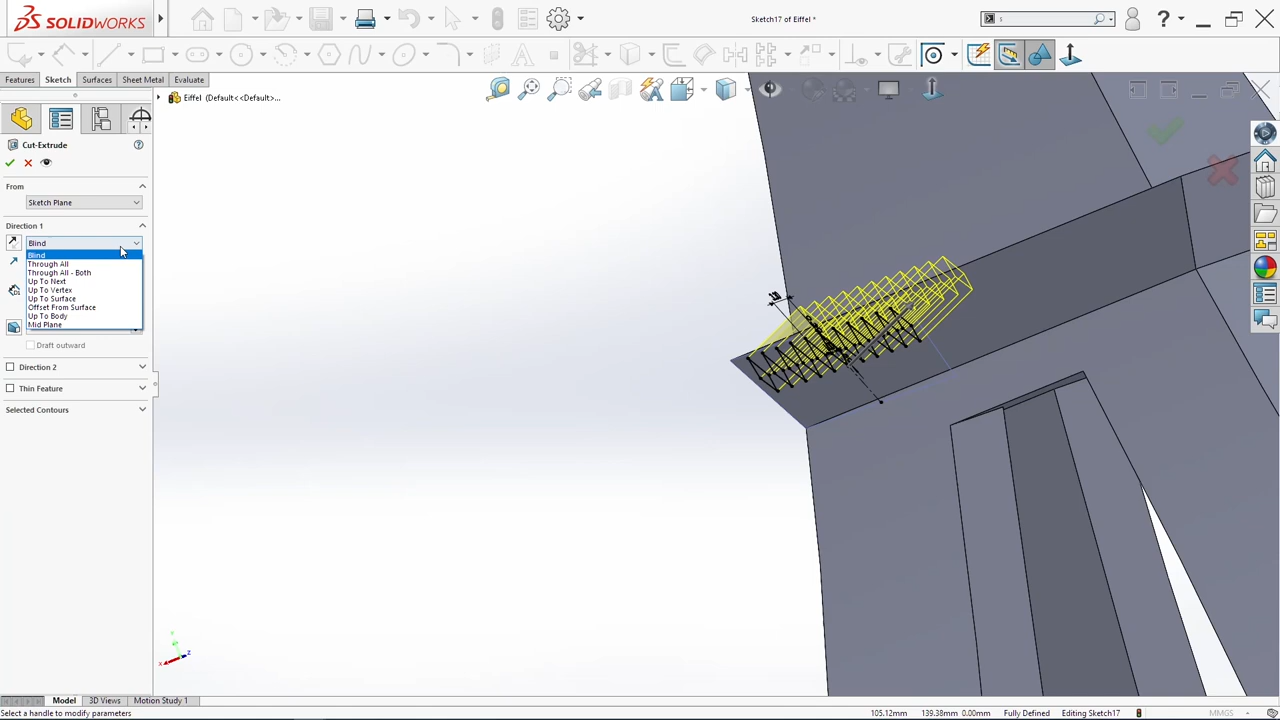 SOLIDWORKS
Sketch17 of Eiffel *
s
Features
Sketch
Surfaces
Sheet Metal
Evaluate
Eiffel (Default<<Default>...
Cut-Extrude
From
Sketch Plane
Direction 1
Blind
Blind
Through All
Through All - Both
Up To Next
Up To Vertex
Up To Surface
Offset From Surface
Up To Body
Mid Plane
Draft outward
Direction 2
Thin Feature
Selected Contours
Y
X
Z
Model
3D Views
Motion Study 1
Select a handle to modify parameters
105.12mm
139.38mm 0.00mm
Fully Defined
Editing Sketch17
MMGS